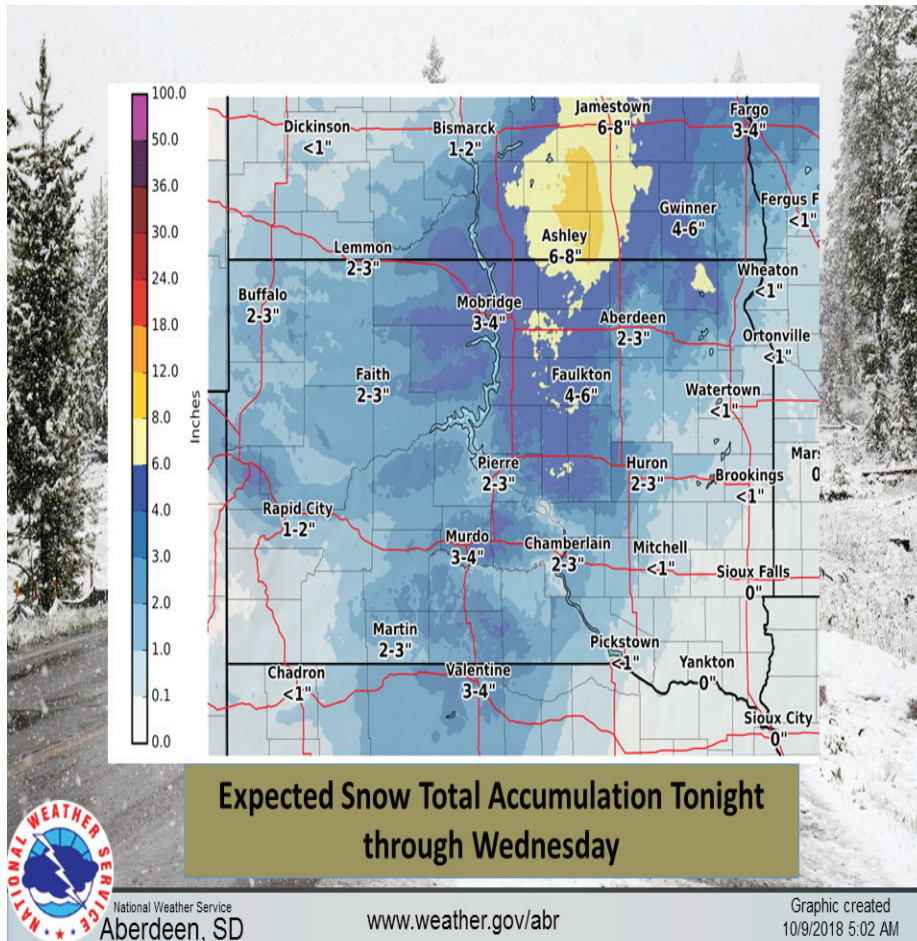 100.0
50.0
36.0
30.0
24.0
18.0
12.0
8.0
6.0
4.0
3.0
2.0
1.0
0.1
0.0
Inches
Dickinson
<1"
Bismarck
1-2"
Jamestown
6-8"
Fargo
3-4"
Gwinner
4-6"
Fergus F
<1"
Ashley
6-8"
Lemmon
2-3"
Wheaton
<1"
Buffalo
2-3"
Mobridge
3-4"
Aberdeen
2-3"
Ortonville
<1"
Faith
2-3"
Faulkton
4-6"
Watertown
<1"
Pierre
2-3"
Huron
2-3"
Brookings
<1"
Mars
0
Rapid City
1-2"
Murdo
3-4"
Chamberlain
2-3"
Mitchell
<1"
Sioux Falls
0"
Martin
2-3"
Pickstown
<1"
Yankton
0"
Chadron
<1"
Valentine
3-4"
Sioux City
0"
Expected Snow Total Accumulation Tonight
through Wednesday
NATIONAL WEATHER SERVICE
National Weather Service
Aberdeen, SD
www.weather.gov/abr
Graphic created
10/9/2018 5:02 AM